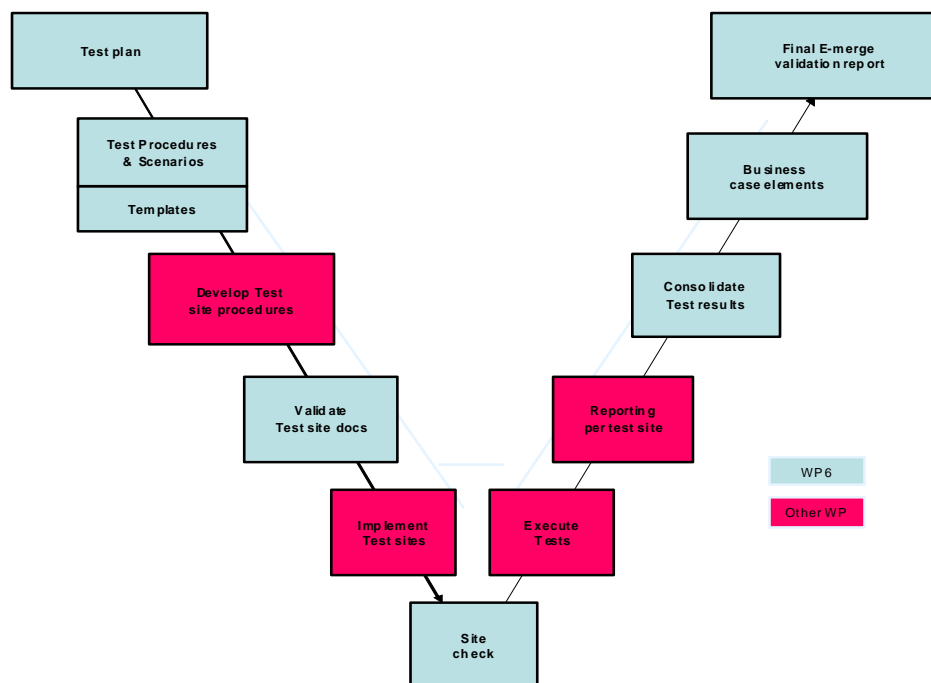 Test plan
Test Procedures
& Scenarios
Templates
Develop Test
site procedures
Validate
Test site docs
Implement
Test sites
Site
check
Execute
Tests
Reporting
per test site
Consolidate
Test results
Business
case elements
Final E-merge
validation report
WP6
Other WP